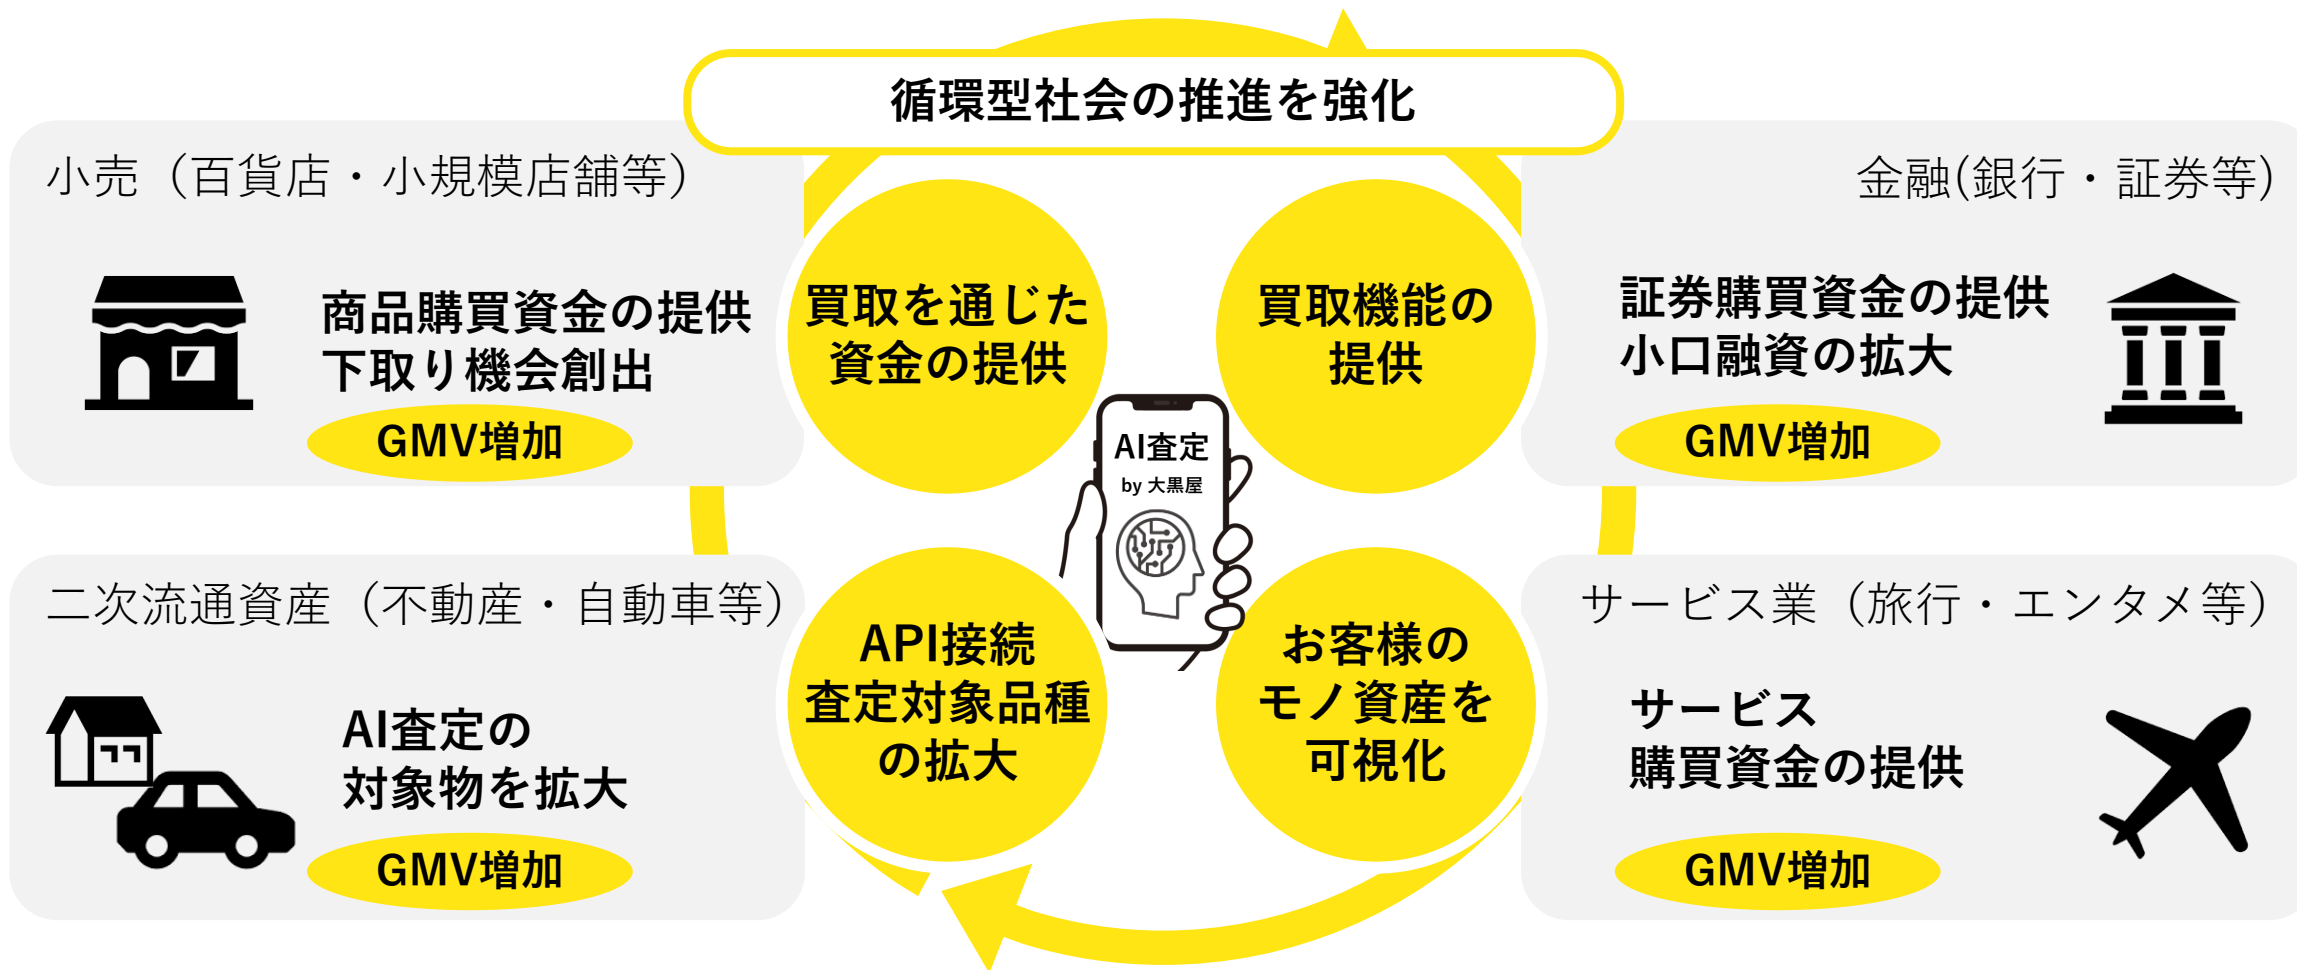 循環型社会の推進を強化
小売（百貨店・小規模店舗等）
商品購買資金の提供
下取り機会創出
GMV増加
買取を通じた
資金の提供
買取機能の
提供
金融(銀行・証券等)
証券購買資金の提供
小口融資の拡大
GMV増加
AI査定
by 大黒屋
二次流通資産（不動産・自動車等）
AI査定の
対象物を拡大
GMV増加
API接続
査定対象品種
の拡大
お客様の
モノ資産を
可視化
サービス業（旅行・エンタメ等）
サービス
購買資金の提供
GMV増加